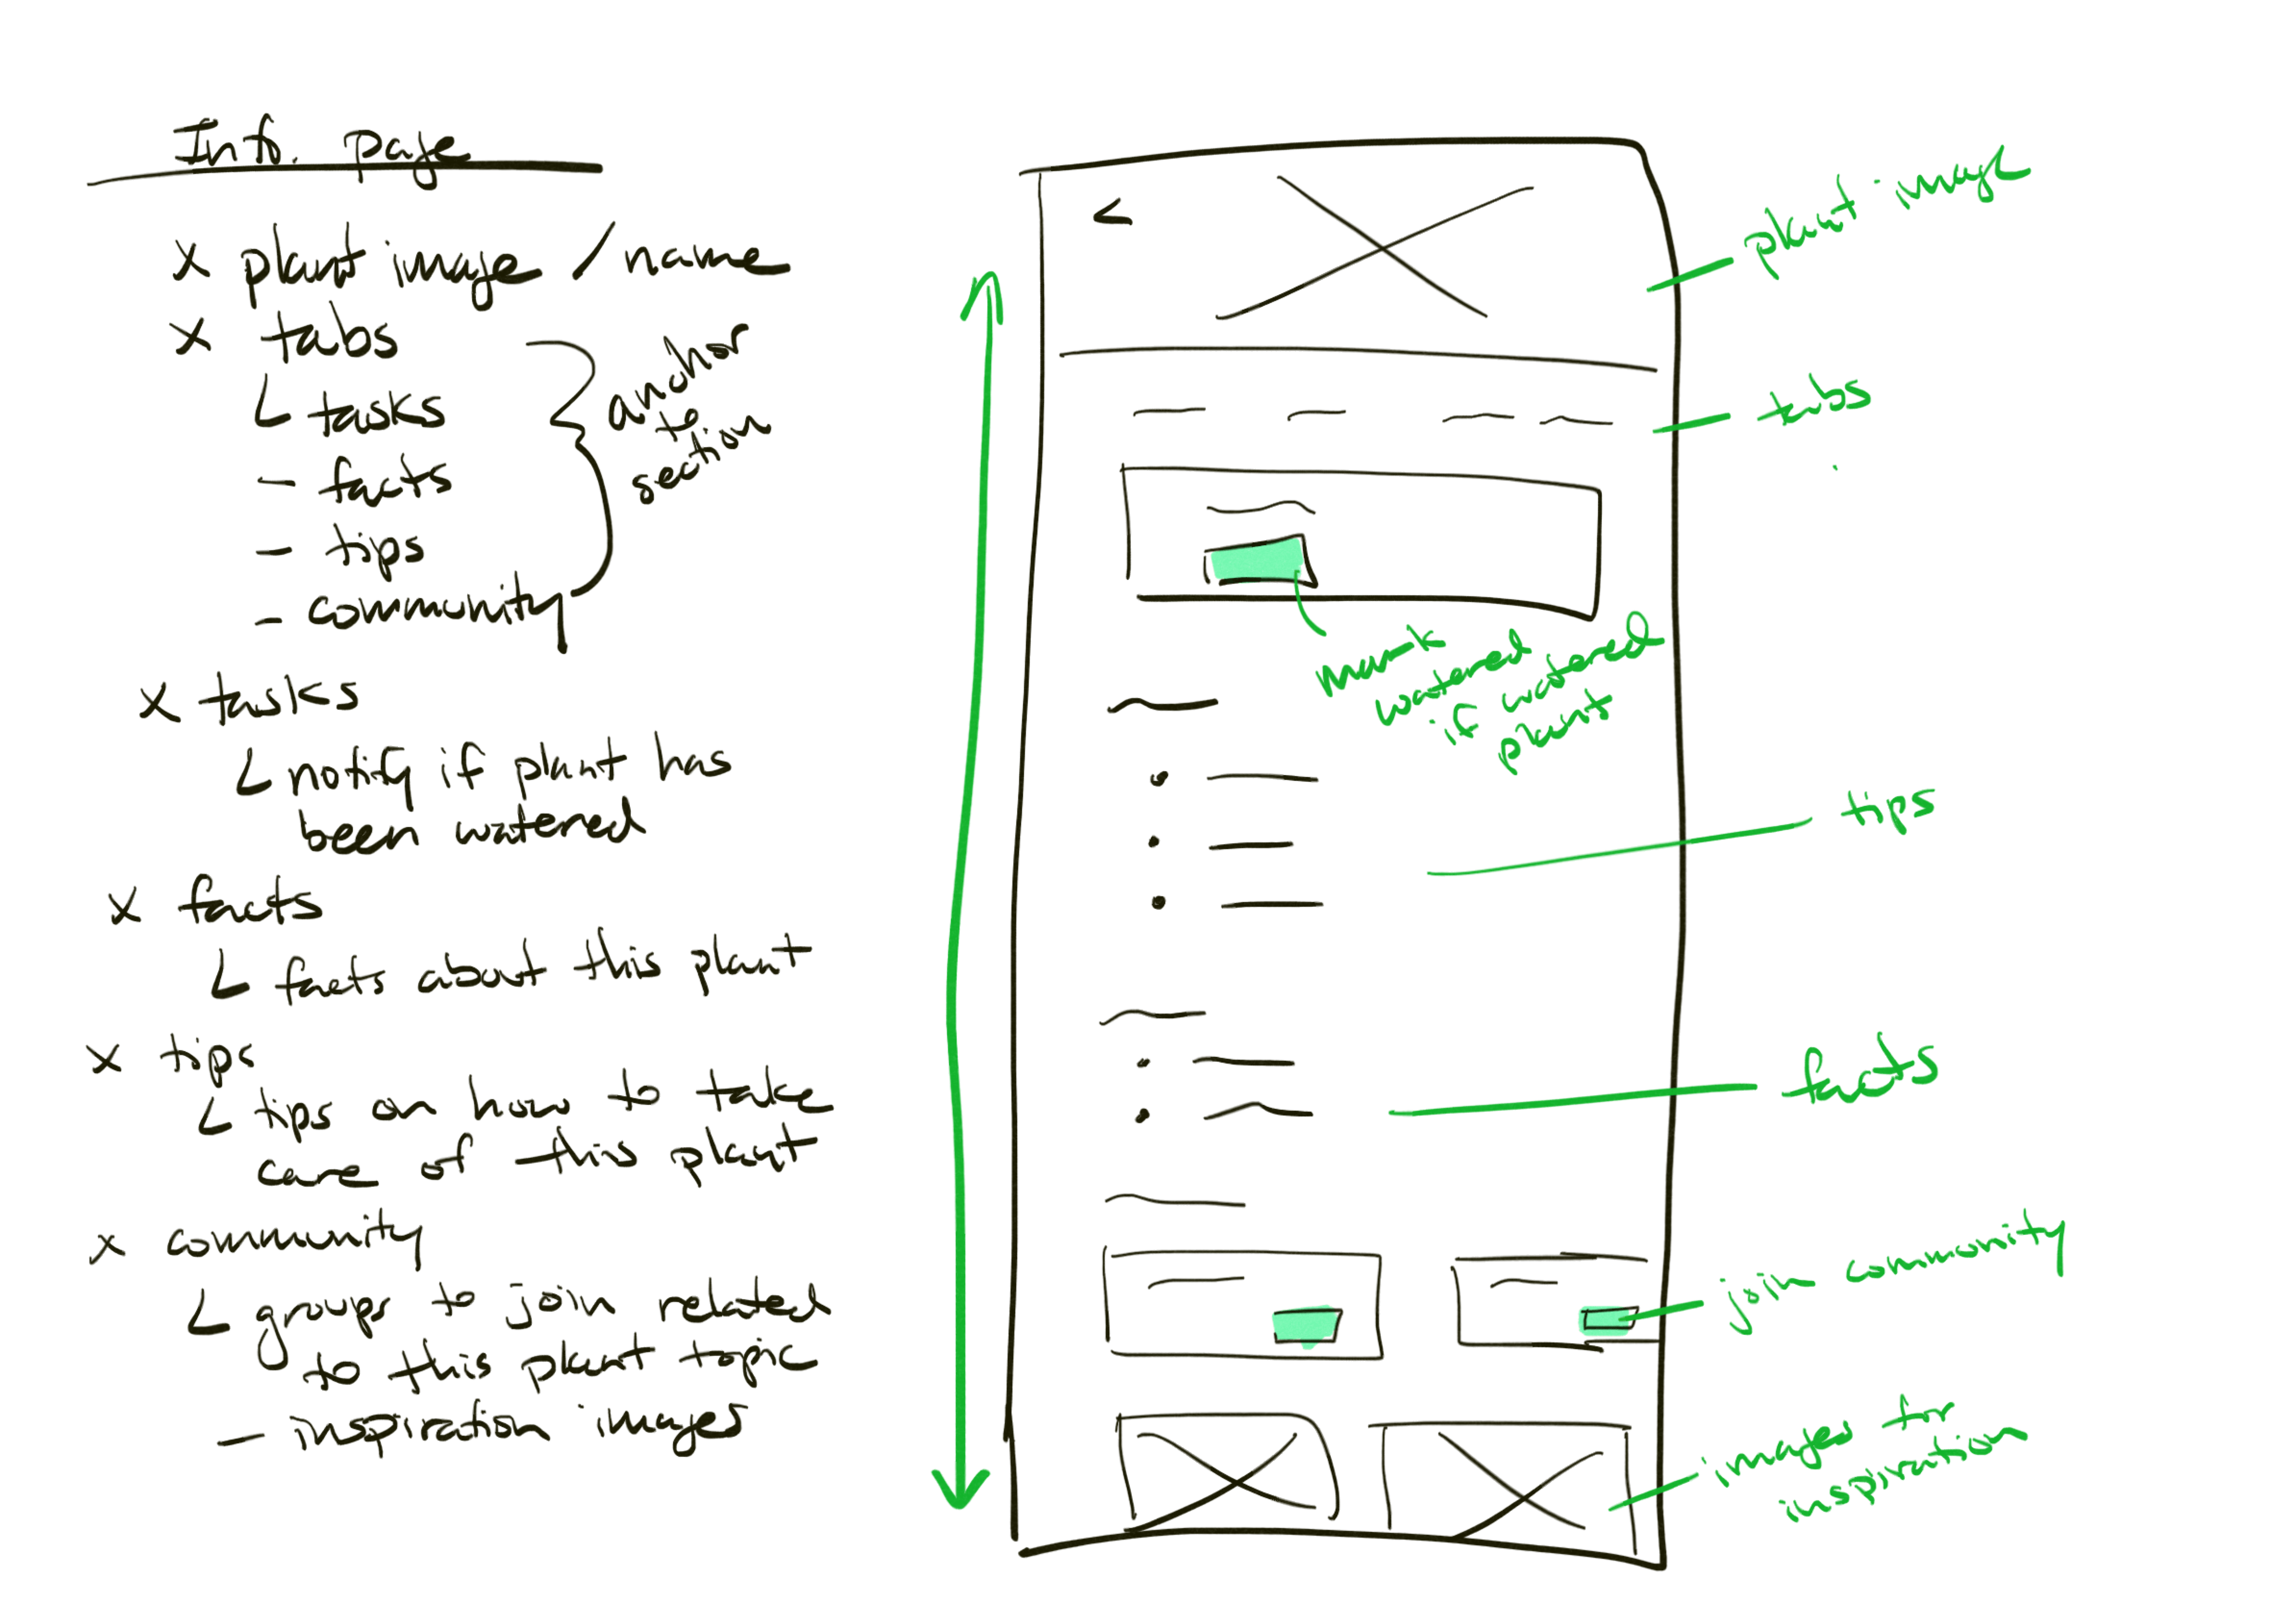 Info. page
x plant image / name
x tabs
tasks
- facts
- tips
- community
anchor
to
section
x tasks
notify if plant has
been watered
x facts
facts about this plant
x tips
tips on how to take
care of this plant
x community
groups to join related
to this plant topic
- inspiration images
<
plant image
tabs
mark
watered
if watered
plant
tips
facts
join community
images for
inspiration